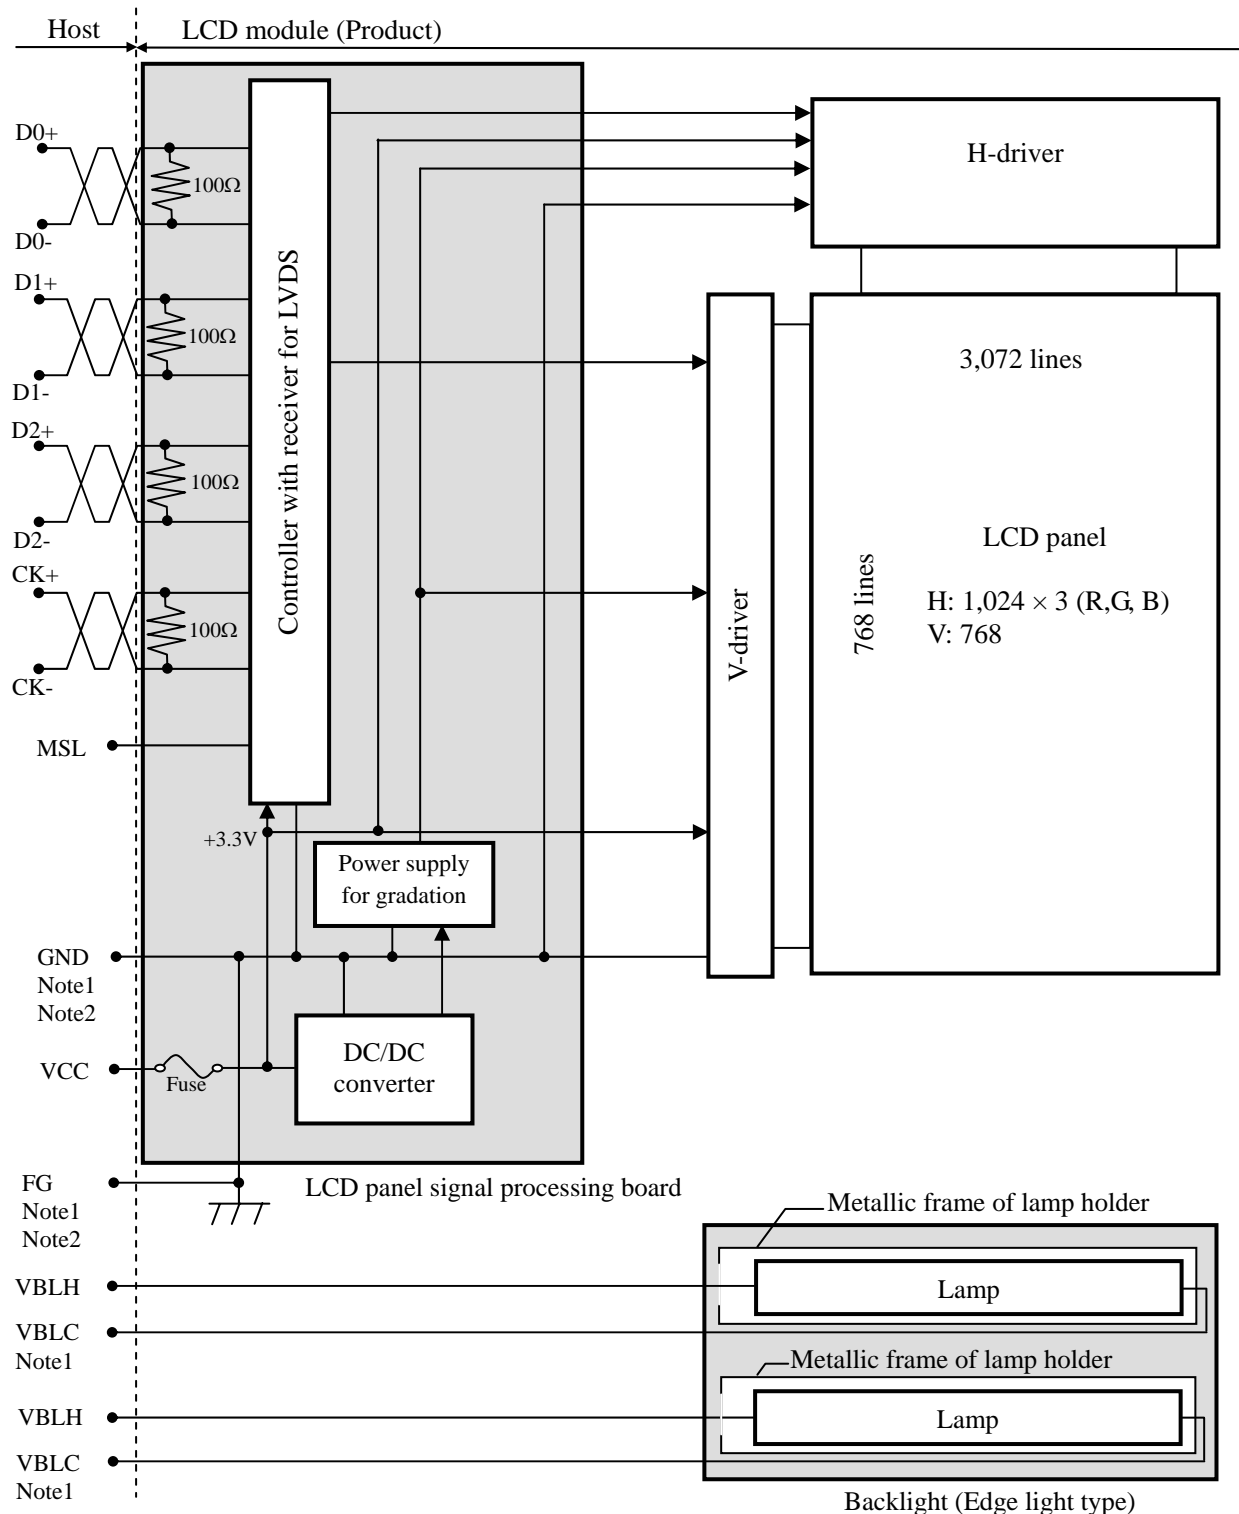 Host
LCD module (Product)
D0+
100Ω
D0-
H-driver
D1+
100Ω
D1-
D2+
100Ω
D2-
CK+
100Ω
CK-
MSL
Controller with receiver for LVDS
V-driver
3,072 lines
768 lines
LCD panel
H: 1,024 × 3 (R,G, B)
V: 768
+3.3V
Power supply
for gradation
GND
Note1
Note2
VCC
Fuse
DC/DC
converter
FG
Note1
Note2
LCD panel signal processing board
Metallic frame of lamp holder
VBLH
Lamp
VBLC
Note1
Metallic frame of lamp holder
VBLH
Lamp
VBLC
Note1
Backlight (Edge light type)